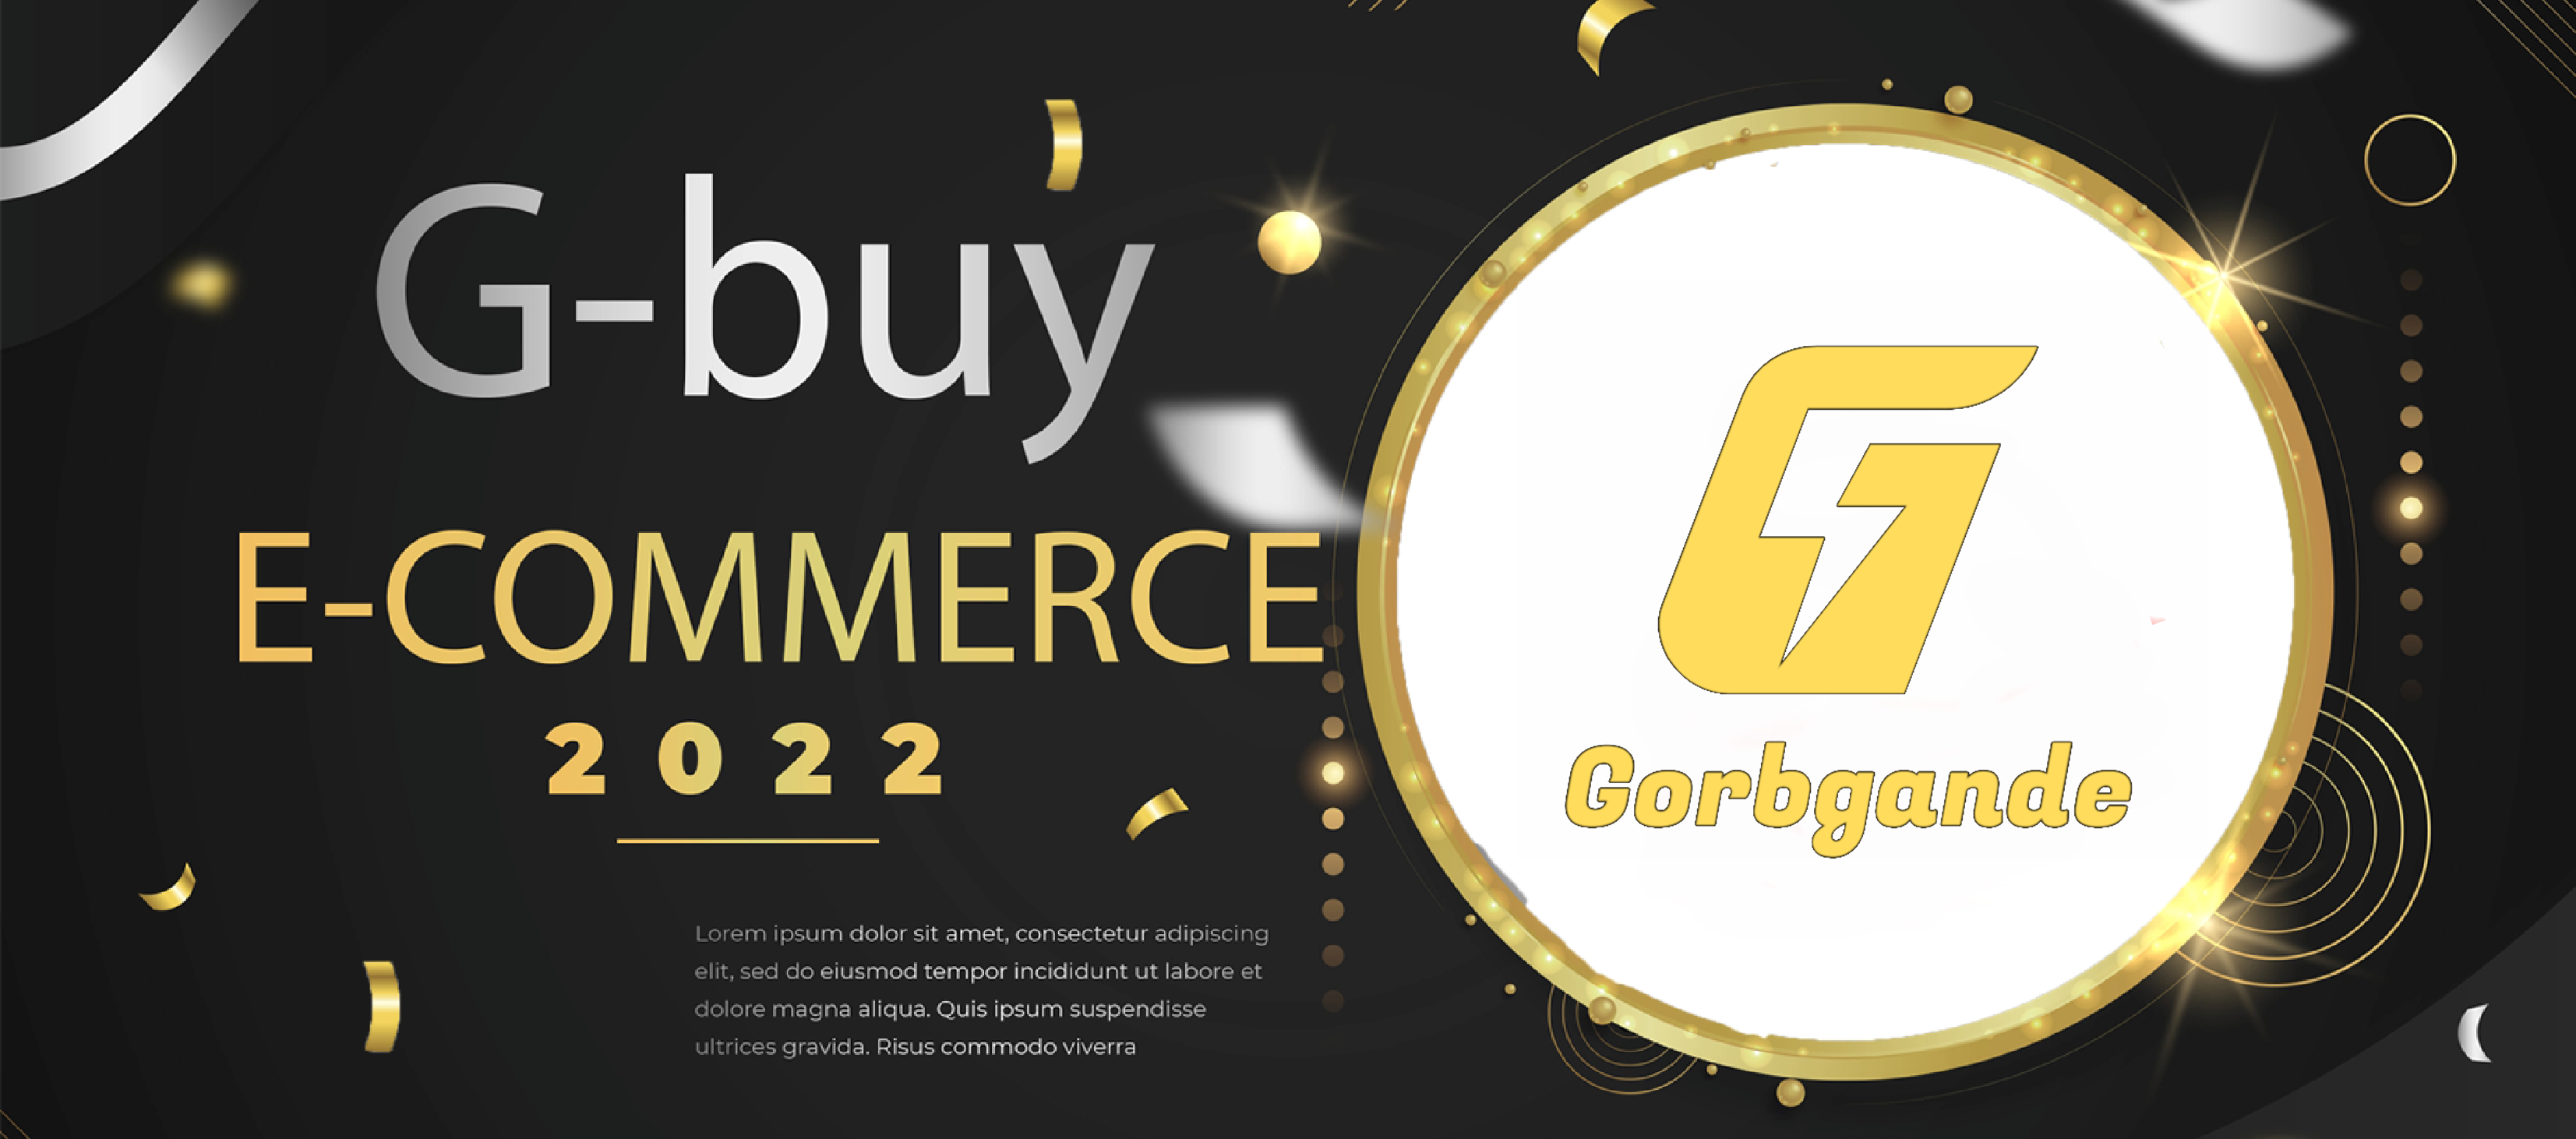 G-buy
E-COMMERCE
2022
Lorem ipsum dolor sit amet, consectetur adipiscing
elit, sed do eiusmod tempor incididunt ut labore et
dolore magna aliqua. Quis ipsum suspendisse
ultrices gravida. Risus commodo viverra
G
Gorbgande